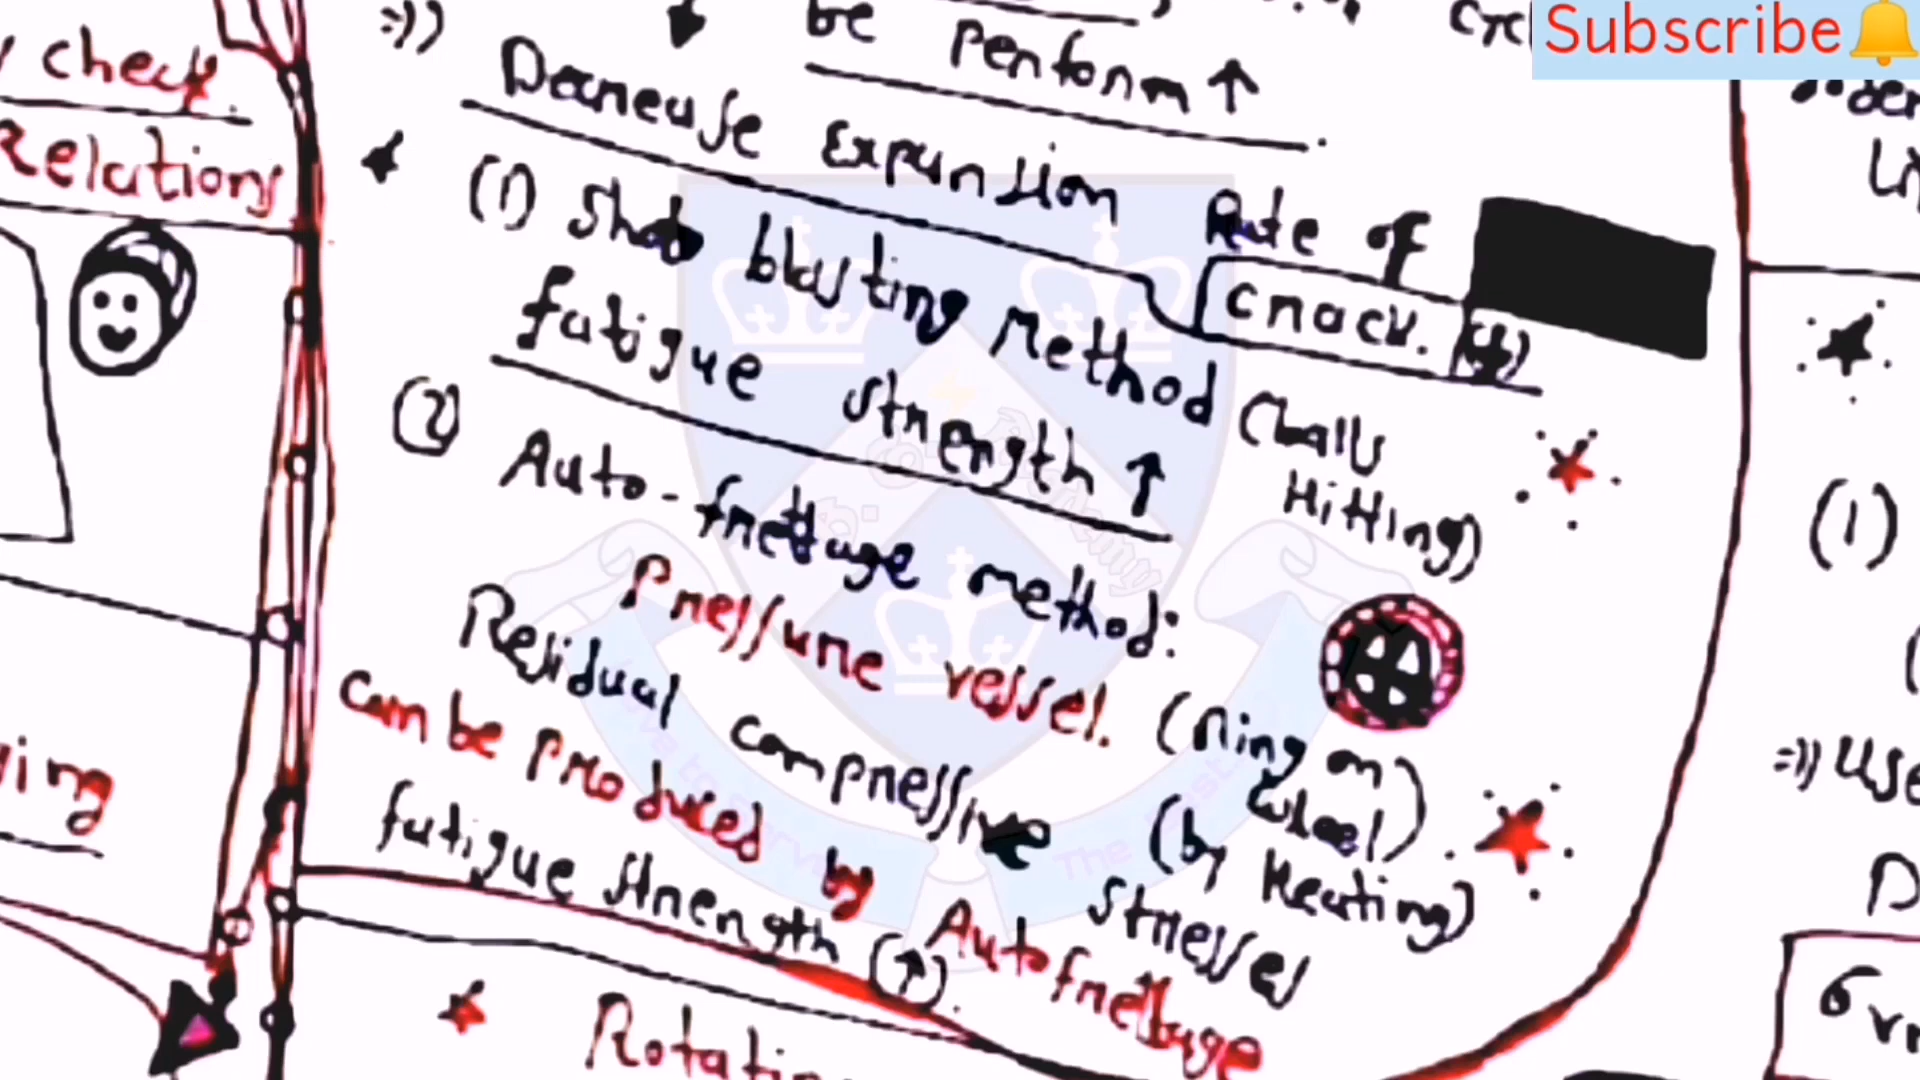 Subscribe
y check.
Relations
be perform ↑
Decrease Expansion Rate of
crack. (↓)
(1) Shot blasting Method (balls
Hitting)
fatigue strength ↑
(2) Auto-frettage method:
Pressure vessel. (Ring on
wheel)
Residual compressive stresses (by Heating)
can be produced by Autofrettage
fatigue strength (↑).
(1)
=>) Use